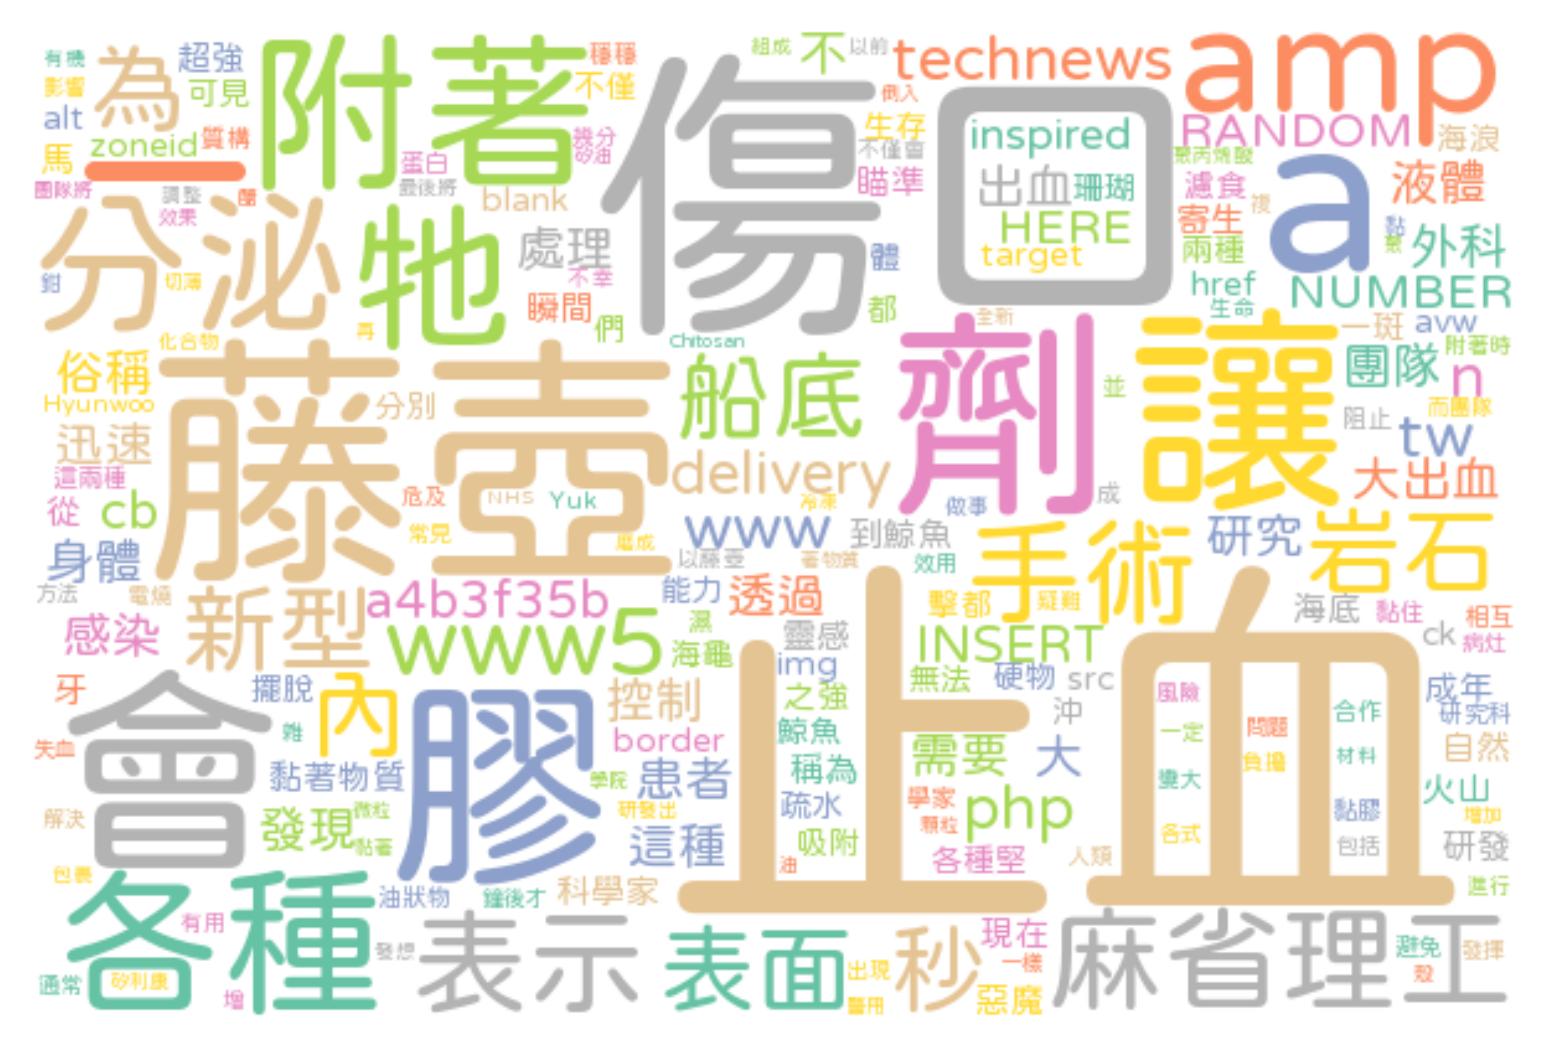 有機
為
超強
附著
穩穩
傷口
組成
不
以前
technews
amp
影響
可見
不僅
倒入
alt
zoneid
質構
幾分
矽油
生存
inspired
RANDOM
海浪
馬
一
蛋白
不僅會
聚丙烯酸
團隊將
調整
醣
最後將
blank
瞄準
出血
珊瑚
濾食
a
液體
效果
HERE
寄生
複
分泌
牠
處理
target
兩種
黏
聚
外科
鉗
切薄
不幸
體
href
NUMBER
瞬間
們
都
生命
化合物
再
Chitosan
全新
讓
一斑
avw
俗稱
藤壺
船底
劑
團隊
附著時
Hyunwoo
分別
並
n
而團隊
迅速
delivery
阻止
tw
這兩種
危及
NHS
Yuk
冷凍
做事
成
大出血
從
cb
常見
磨成
www
到鯨魚
手術
研究
岩石
身體
以藤壺
著物質
效用
方法
電燒
a4b3f35b
能力
透過
擊都
疑難
海底
黏住
相互
感染
新型
www5
濕
海龜
靈感
止血
INSERT
ck
病灶
img
無法
硬物
src
牙
擺脫
內
膠
控制
之強
沖
風險
合作
成年
會
失血
雜
border
鯨魚
需要
大
一定
問題
研究科
黏著物質
學院
患者
稱為
變大
負擔
材料
自然
解決
發現
微粒
研發出
疏水
學家
php
黏膠
火山
增加
黏著
這種
吸附
顆粒
各式
包括
研發
包裹
油
各種堅
人類
各種
油狀物
鐘後才
科學家
進行
有用
發想
表示
表面
秒
現在
麻省理工
避免
發揮
通常
矽利康
增
出現
一樣
殼
醫用
惡魔